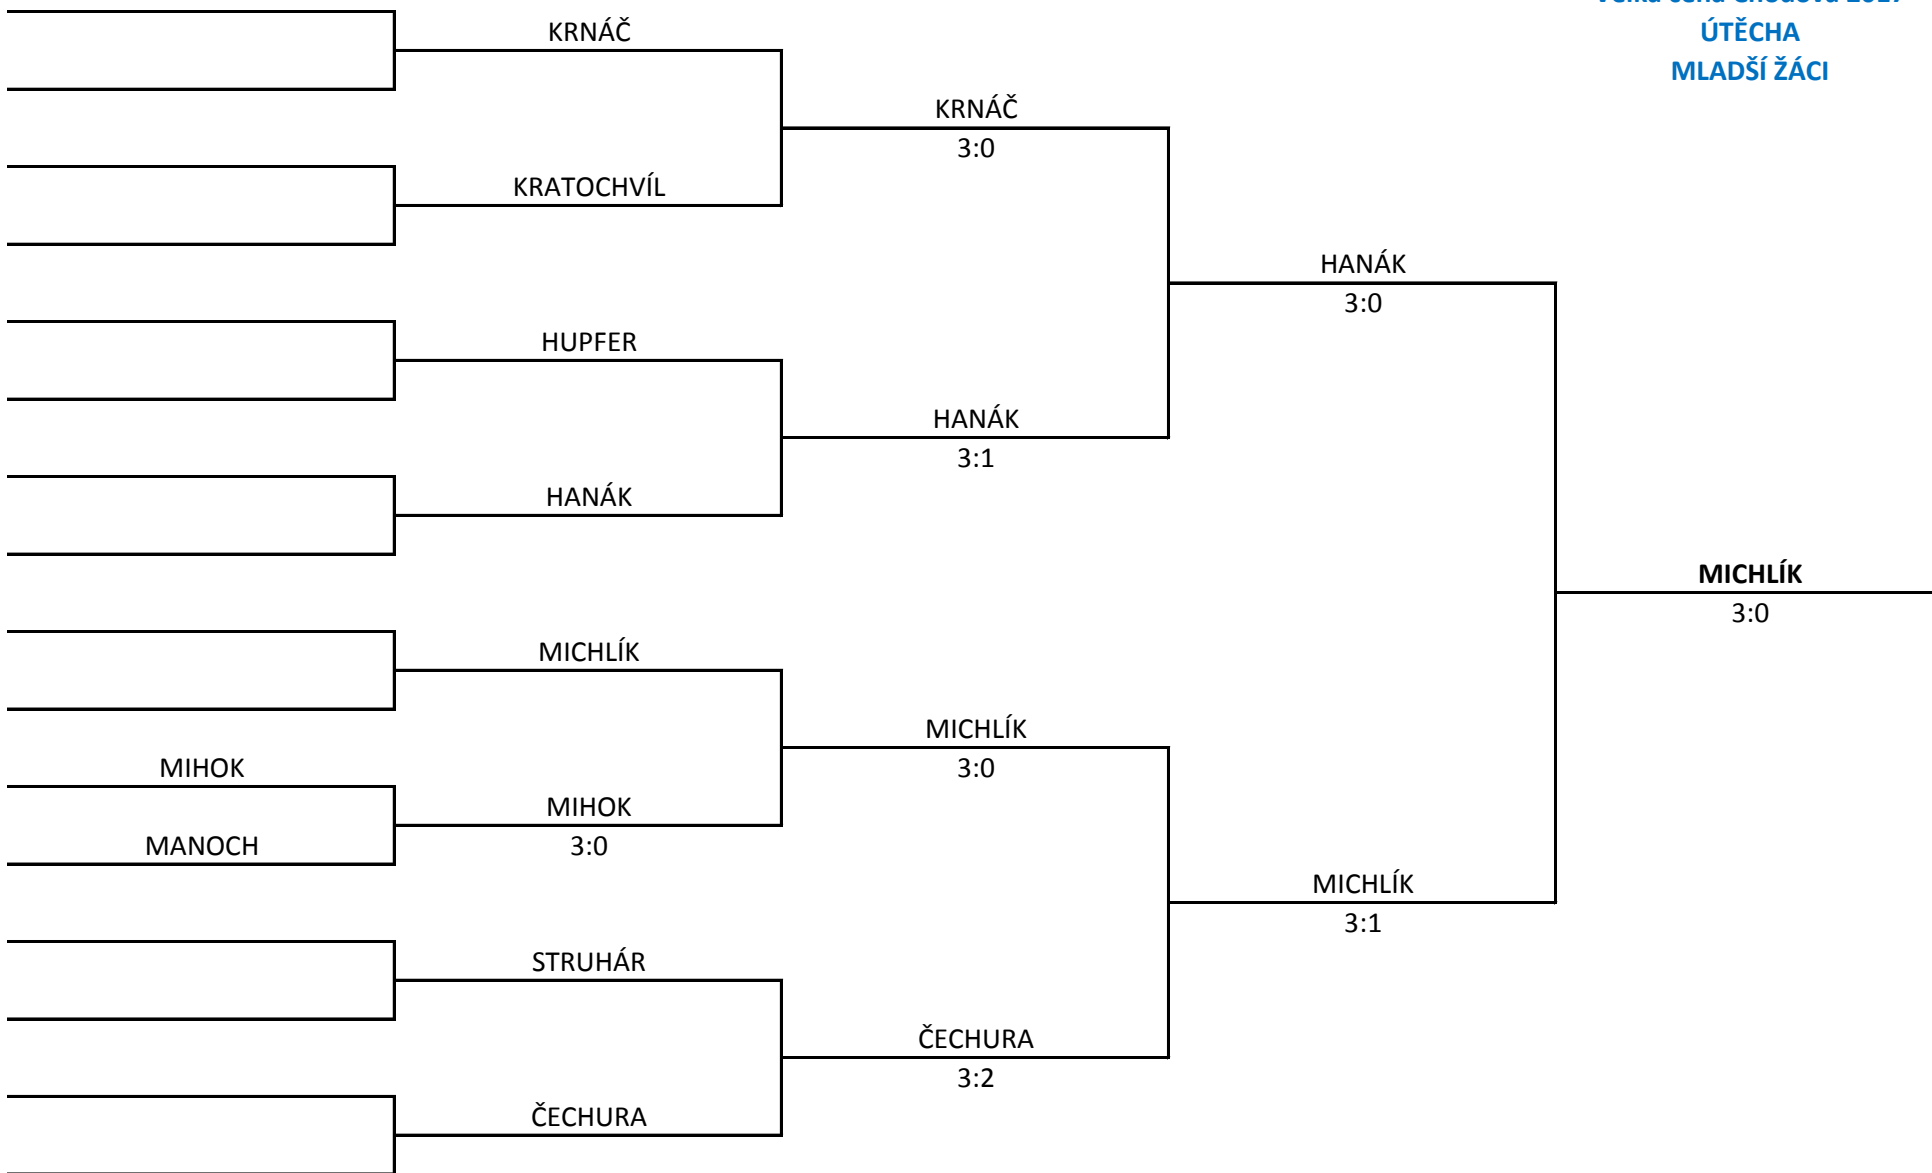 ÚTĚCHA
MLADŠÍ ŽÁCI
KRNÁČ
KRNÁČ
3:0
KRATOCHVÍL
HANÁK
3:0
HUPFER
HANÁK
3:1
HANÁK
MICHLÍK
3:0
MICHLÍK
MICHLÍK
3:0
MIHOK
MIHOK
3:0
MANOCH
MICHLÍK
3:1
STRUHÁR
ČECHURA
3:2
ČECHURA